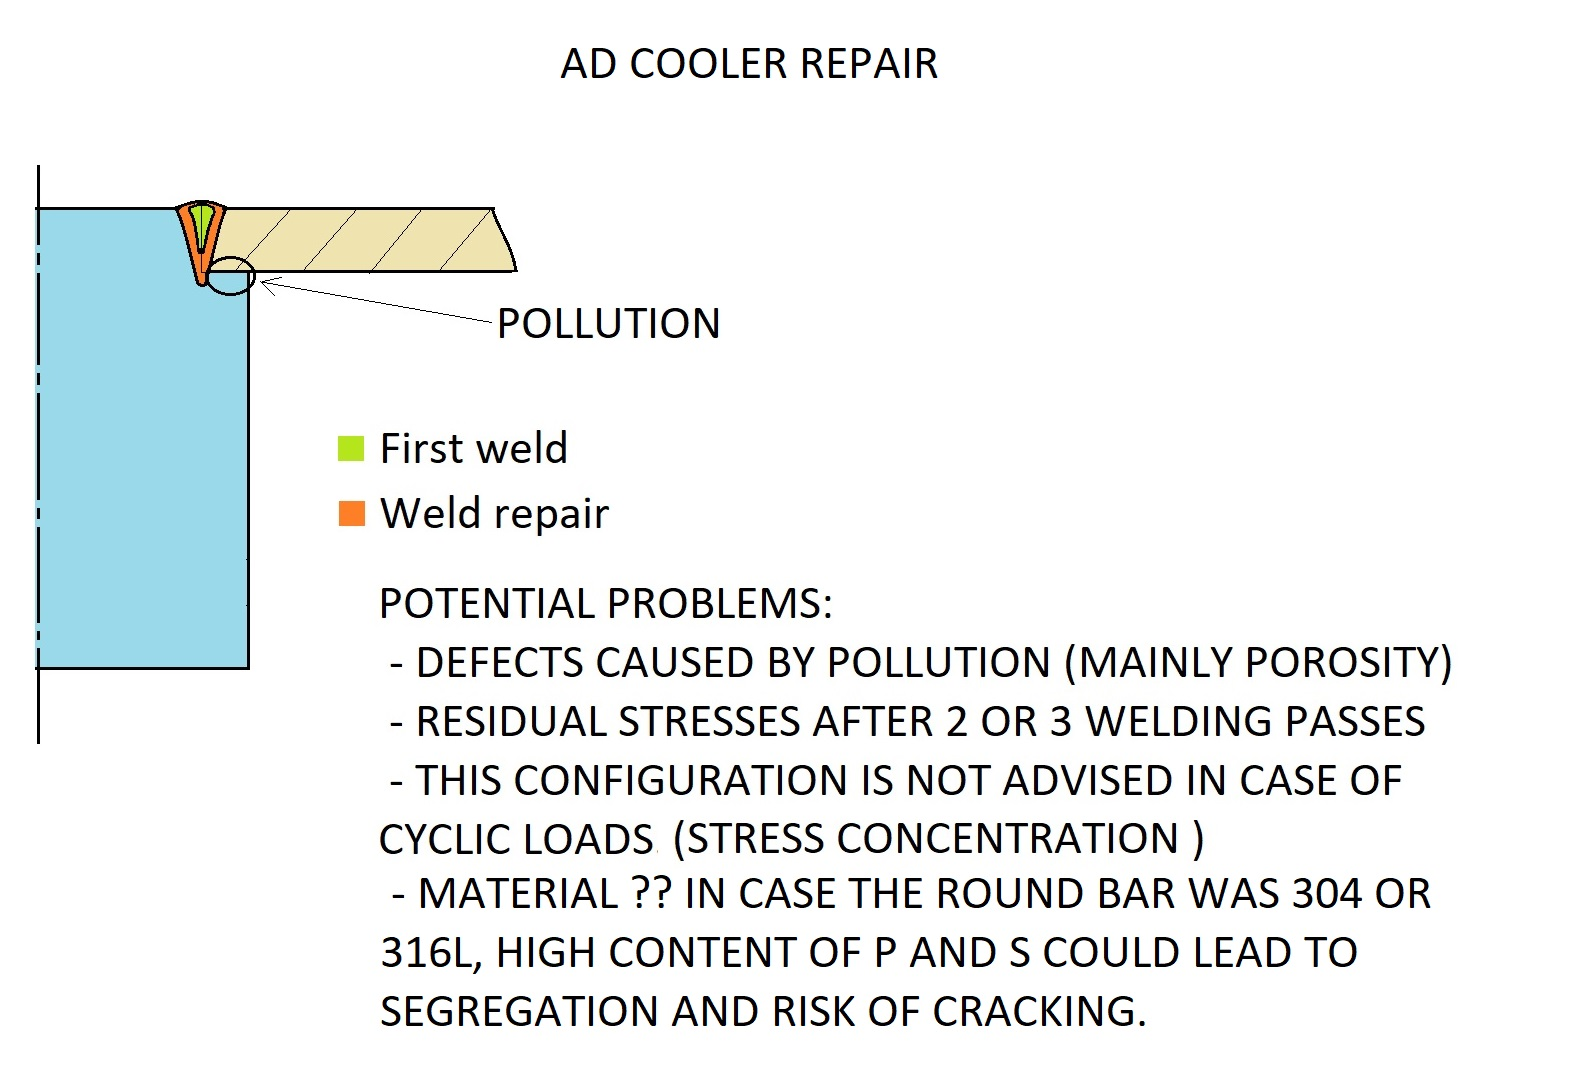 AD COOLER REPAIR
POLLUTION
First weld
Weld repair
POTENTIAL PROBLEMS:
- DEFECTS CAUSED BY POLLUTION (MAINLY POROSITY)
- RESIDUAL STRESSES AFTER 2 OR 3 WELDING PASSES
- THIS CONFIGURATION IS NOT ADVISED IN CASE OF
CYCLIC LOADS (STRESS CONCENTRATION )
- MATERIAL ?? IN CASE THE ROUND BAR WAS 304 OR
316L, HIGH CONTENT OF P AND S COULD LEAD TO
SEGREGATION AND RISK OF CRACKING.